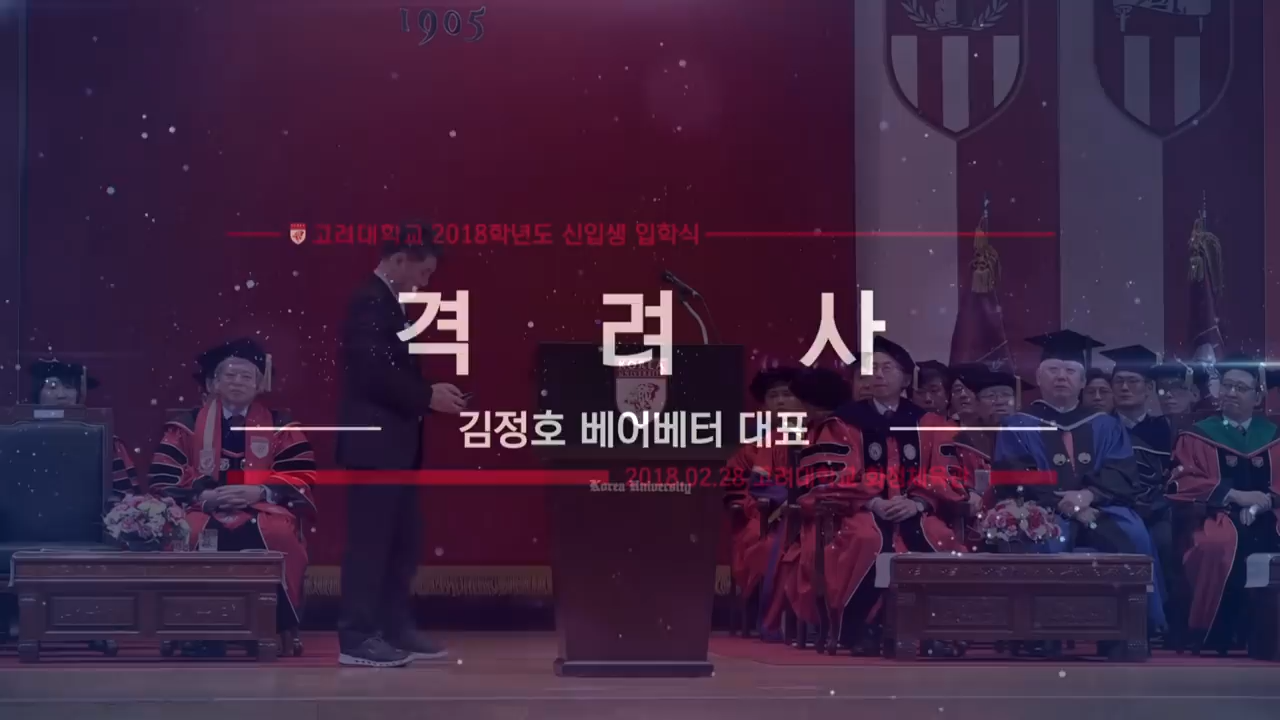 1905
고려대학교 2018학년도 신입생 입학식
격 려 사
KOREA
김정호 베어베터 대표
2018.02.28 고려대학교 화정체육관
Korea University